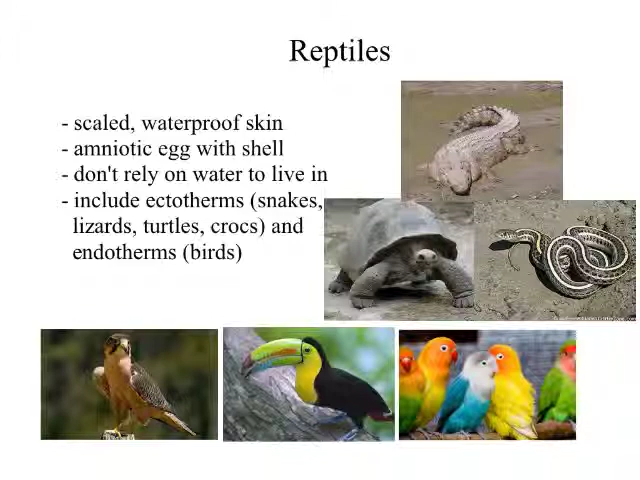 Reptiles
- scaled, waterproof skin
- amniotic egg with shell
- don't rely on water to live in
- include ectotherms (snakes,
lizards, turtles, crocs) and
endotherms (birds)